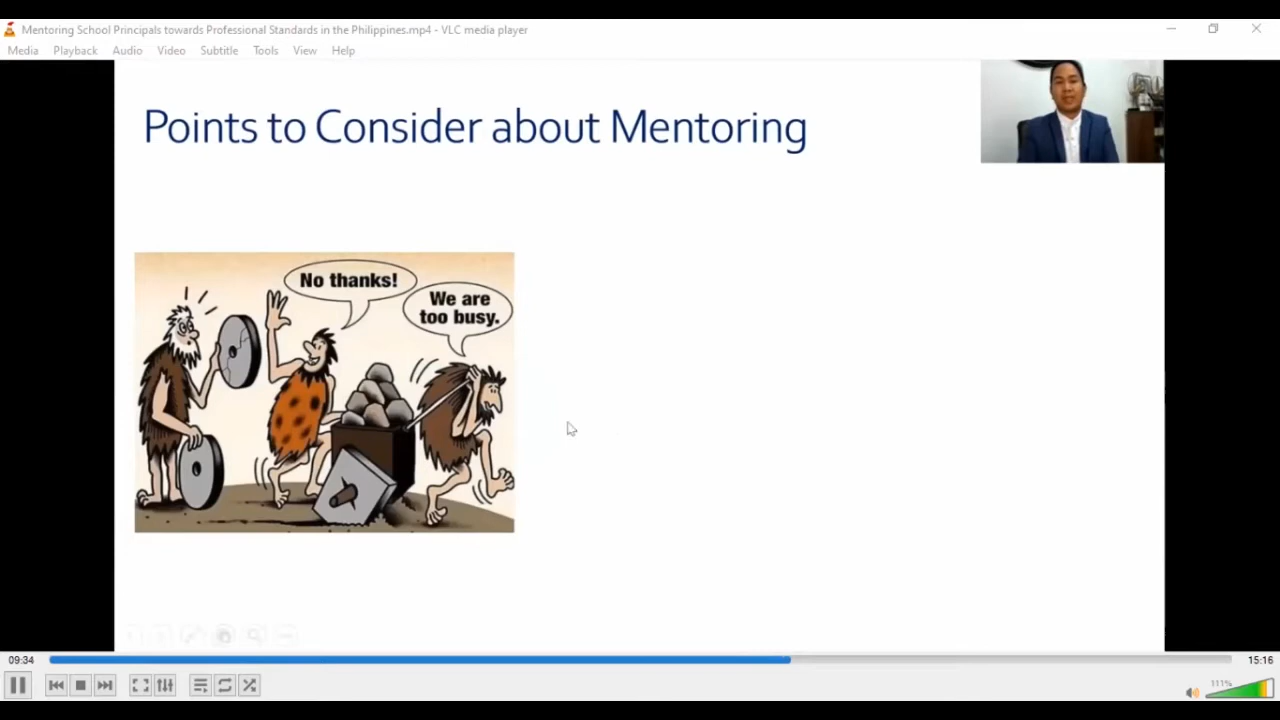 Mentoring School Principals towards Professional Standards in the Philippines.mp4 - VLC media player
Media Playback Audio Video Subtitle Tools View Help
Points to Consider about Mentoring
No thanks!
We are
too busy.
09:34
15:16
111%